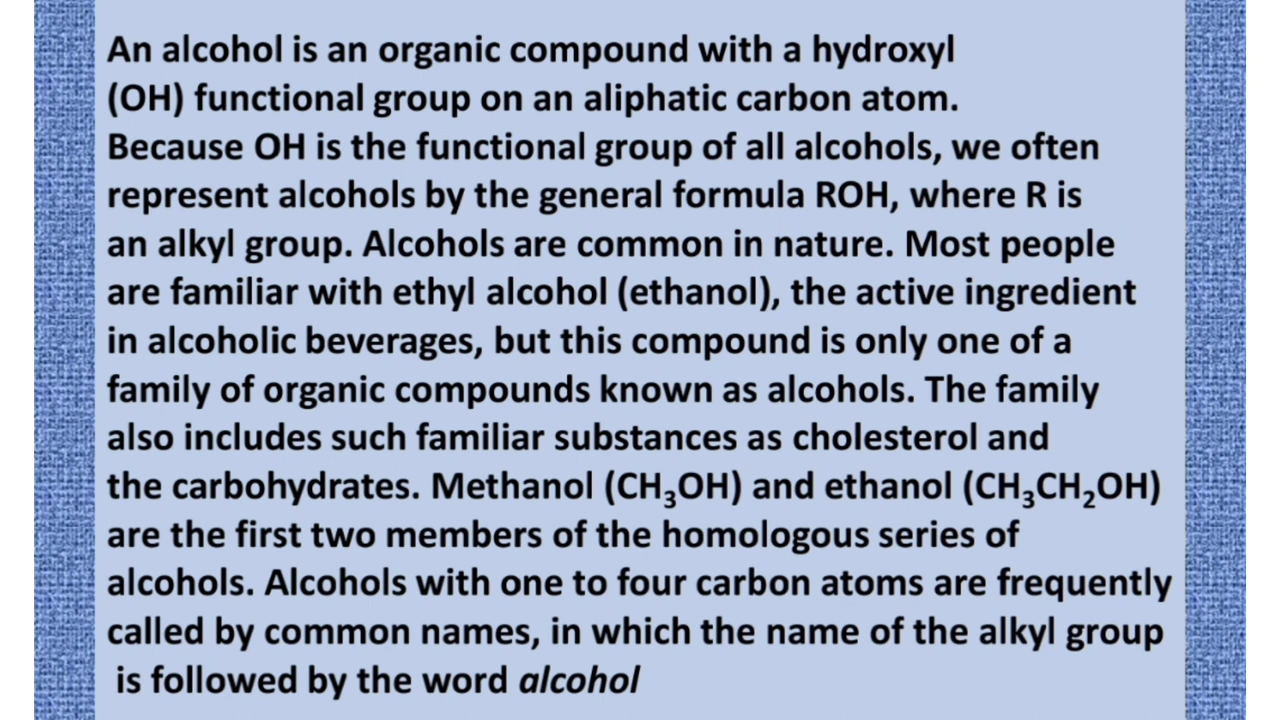 An alcohol is an organic compound with a hydroxyl
(OH) functional group on an aliphatic carbon atom.
Because OH is the functional group of all alcohols, we often
represent alcohols by the general formula ROH, where R is
an alkyl group. Alcohols are common in nature. Most people
are familiar with ethyl alcohol (ethanol), the active ingredient
in alcoholic beverages, but this compound is only one of a
family of organic compounds known as alcohols. The family
also includes such familiar substances as cholesterol and
the carbohydrates. Methanol (CH₃OH) and ethanol (CH₃CH₂OH)
are the first two members of the homologous series of
alcohols. Alcohols with one to four carbon atoms are frequently
called by common names, in which the name of the alkyl group
is followed by the word alcohol